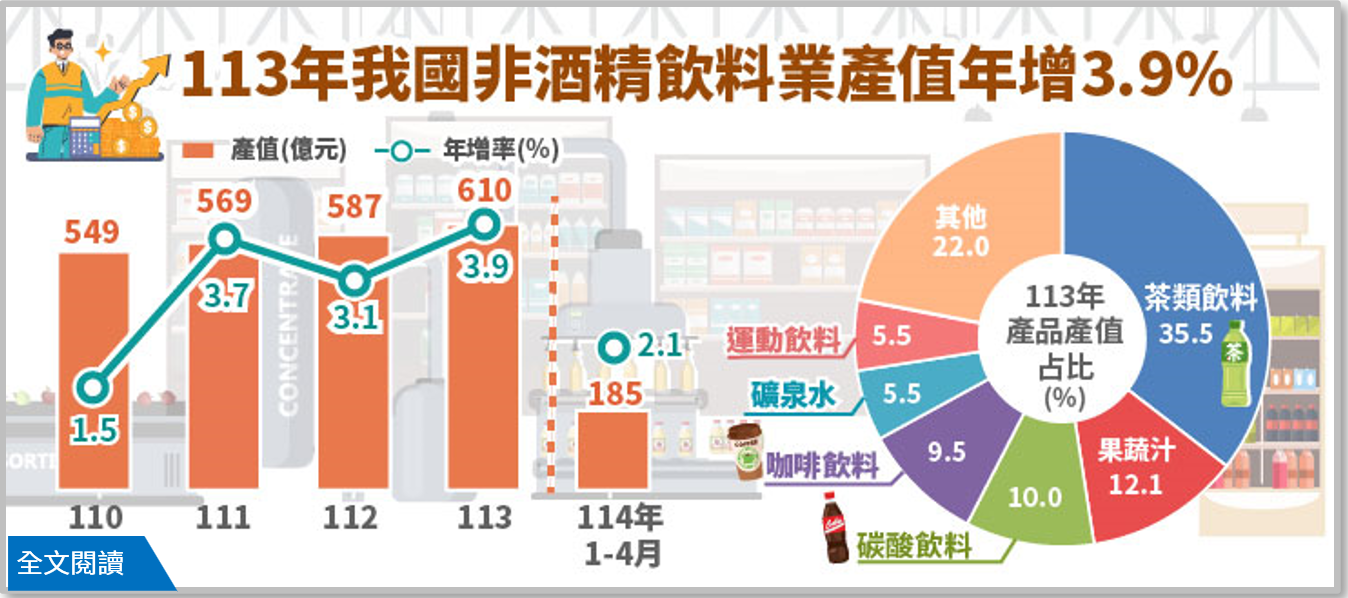 113年我國非酒精飲料業產值年增3.9%
產值(億元)
年增率(%)
549
569
587
610
1.5
3.7
3.1
3.9
2.1
185
110
111
112
113
114年
1-4月
CONCENTRATE
SORTI
113年
產品產值
占比
(%)
茶類飲料
35.5
茶
果蔬汁
12.1
10.0
碳酸飲料
9.5
咖啡飲料
COFFEE
5.5
礦泉水
5.5
運動飲料
其他
22.0
全文閱讀